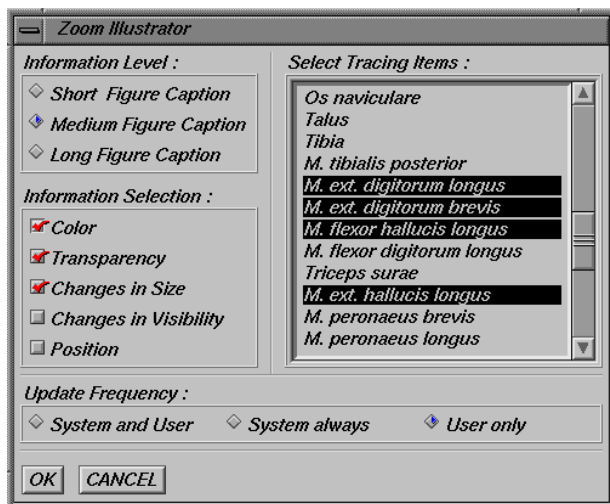 Zoom Illustrator
Information Level :
Short Figure Caption
Medium Figure Caption
Long Figure Caption
Information Selection :
Color
Transparency
Changes in Size
Changes in Visibility
Position
Select Tracing Items :
Os naviculare
Talus
Tibia
M. tibialis posterior
M. ext. digitorum longus
M. ext. digitorum brevis
M. flexor hallucis longus
M. flexor digitorum longus
Triceps surae
M. ext. hallucis longus
M. peronaeus brevis
M. peronaeus longus
Update Frequency :
System and User System always User only
OK CANCEL